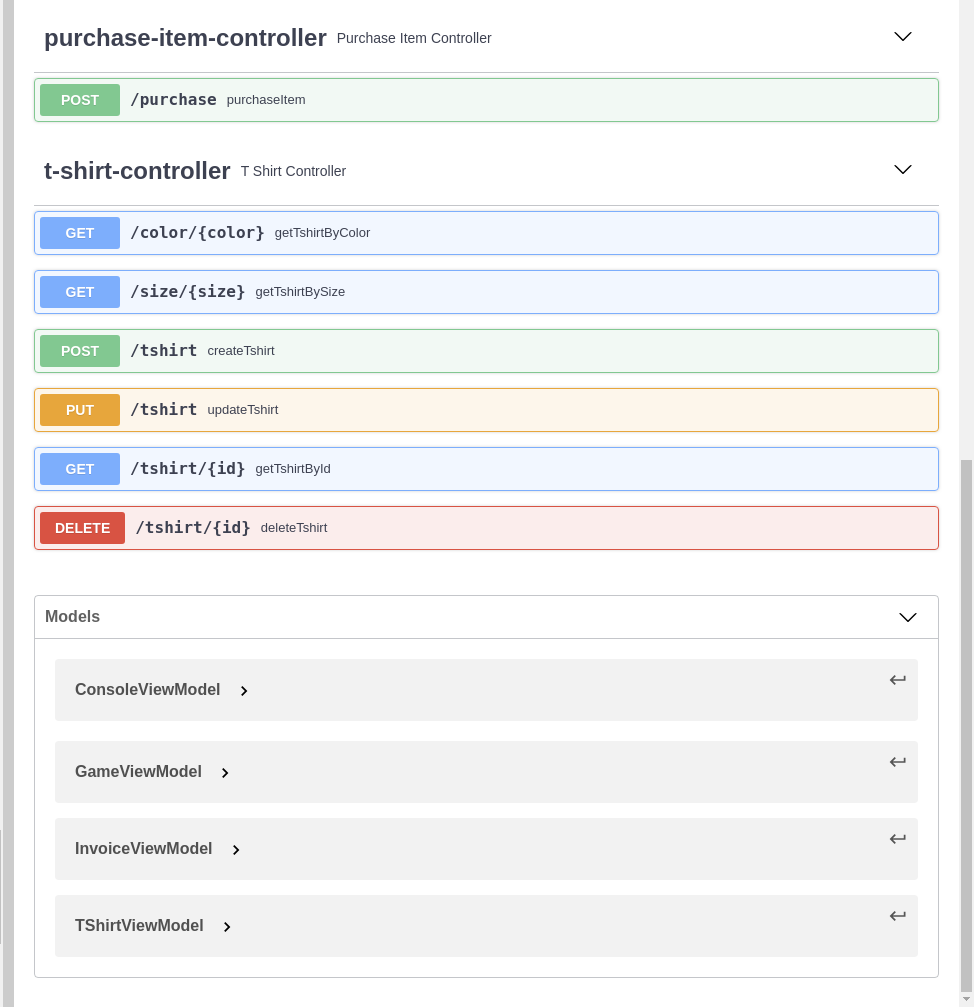 purchase-item-controller Purchase Item Controller
POST /purchase purchaseItem
t-shirt-controller T Shirt Controller
GET /color/{color} getTshirtByColor
GET /size/{size} getTshirtBySize
POST /tshirt createTshirt
PUT /tshirt updateTshirt
GET /tshirt/{id} getTshirtById
DELETE /tshirt/{id} deleteTshirt
Models
ConsoleViewModel
GameViewModel
InvoiceViewModel
TShirtViewModel